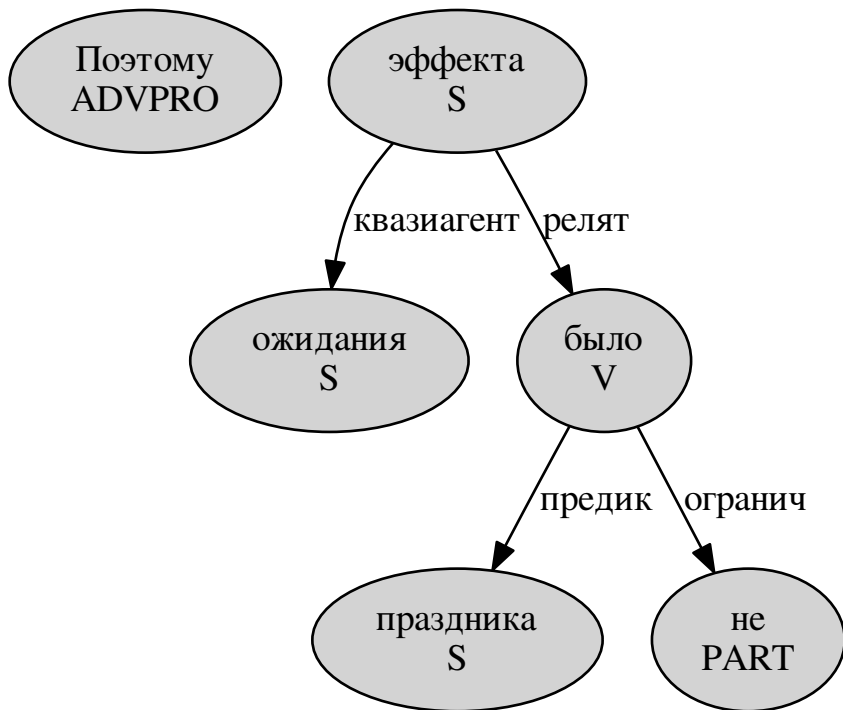 Поэтому
ADVPRO
эффекта
S
квазиагент
релят
ожидания
S
было
V
предик
огранич
праздника
S
не
PART